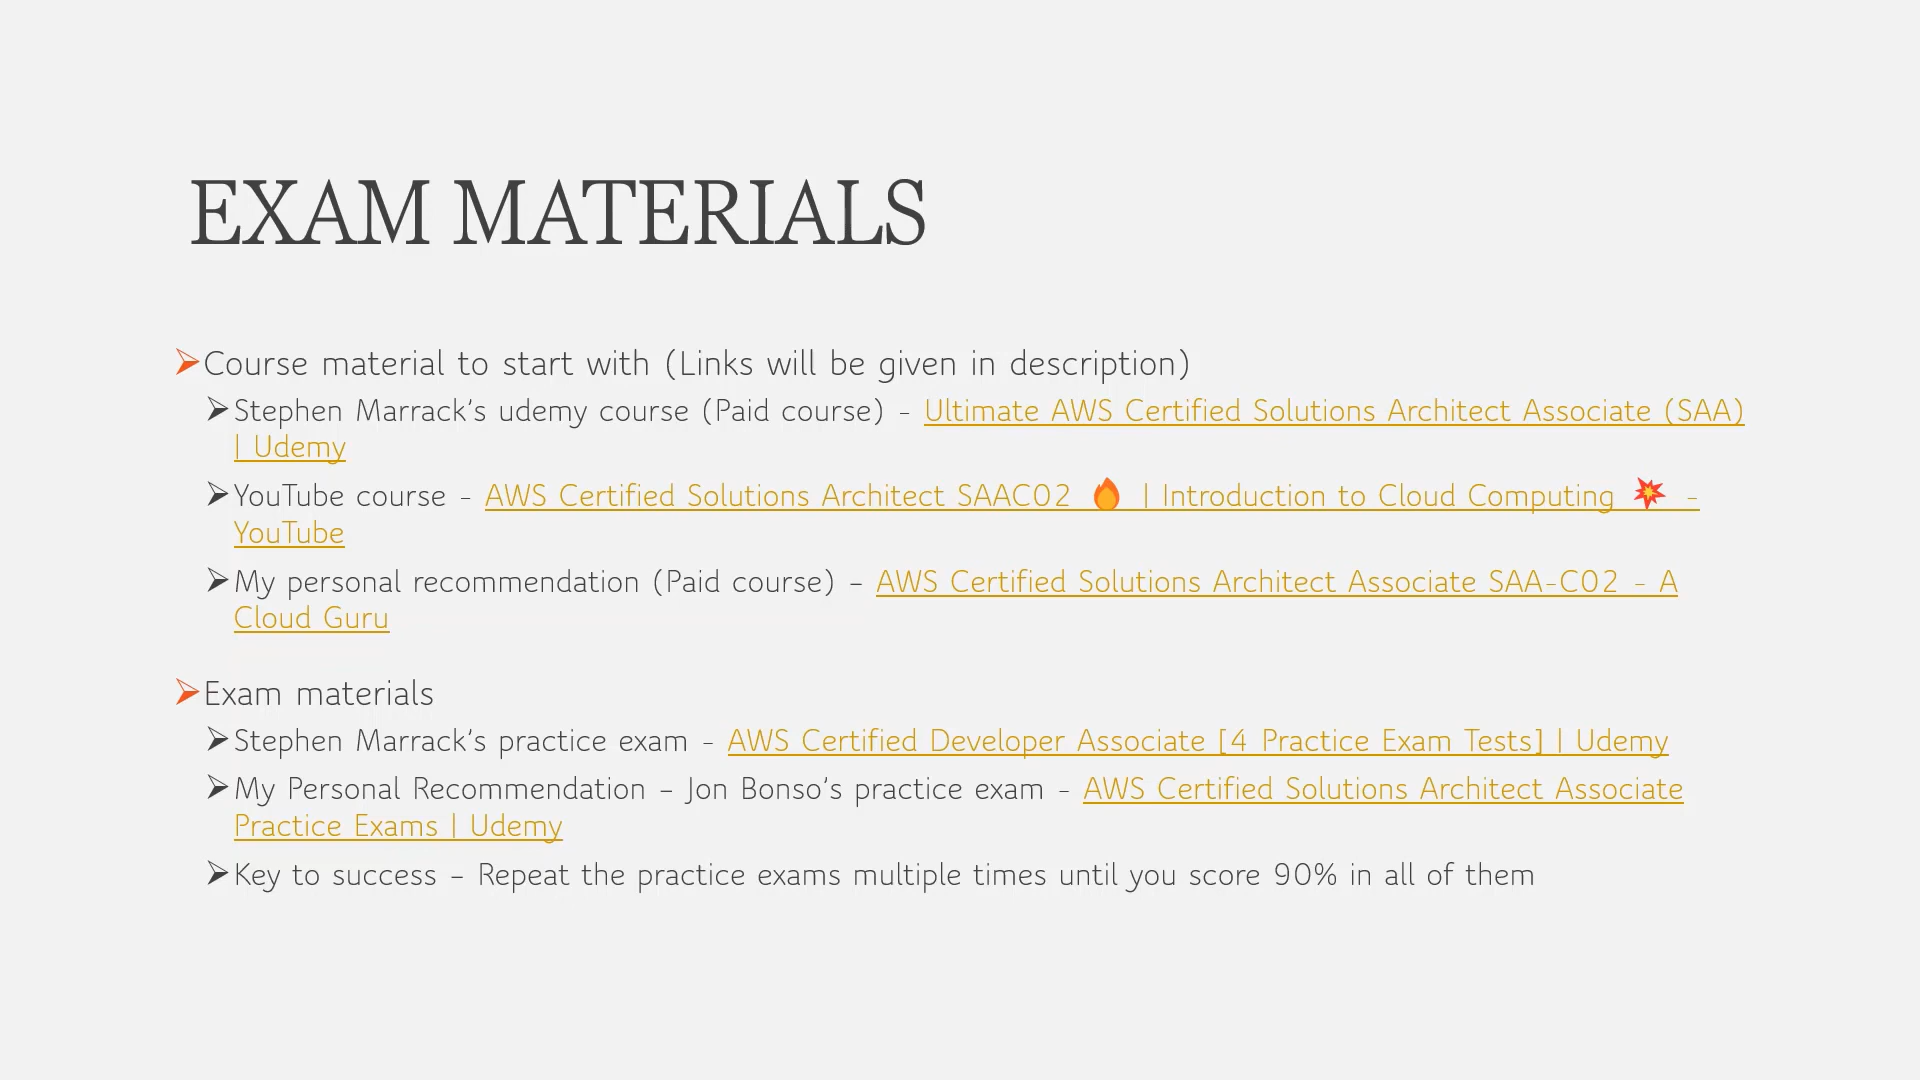 EXAM MATERIALS
➢Course material to start with (Links will be given in description)
➢Stephen Marrack's udemy course (Paid course) - Ultimate AWS Certified Solutions Architect Associate (SAA)
| Udemy
➢YouTube course - AWS Certified Solutions Architect SAAC02 🔥 | Introduction to Cloud Computing 💥 -
YouTube
➢My personal recommendation (Paid course) – AWS Certified Solutions Architect Associate SAA-C02 - A
Cloud Guru
➢Exam materials
➢Stephen Marrack's practice exam - AWS Certified Developer Associate [4 Practice Exam Tests] | Udemy
➢My Personal Recommendation – Jon Bonso's practice exam - AWS Certified Solutions Architect Associate
Practice Exams | Udemy
➢Key to success – Repeat the practice exams multiple times until you score 90% in all of them